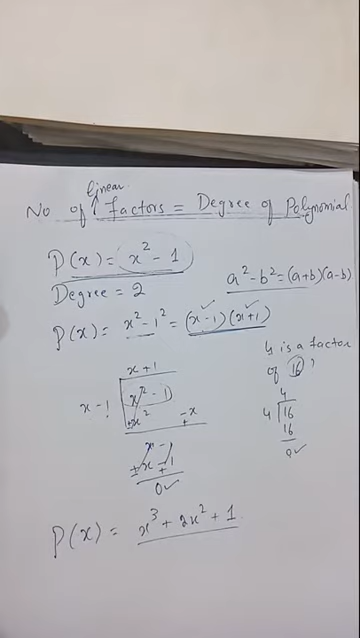 linear
No of ↑ factors = Degree of Polynomial
P(x) = x² - 1
Degree = 2
a² - b² = (a+b)(a-b)
P(x) = x² - 1² = (x-1)(x+1)
4 is a factor
of 16
x+1
x-1 x² - 1
x² - x
x - 1
x - 1
0
4
4 16
16
0
P(x) = x³ + 2x² + 1